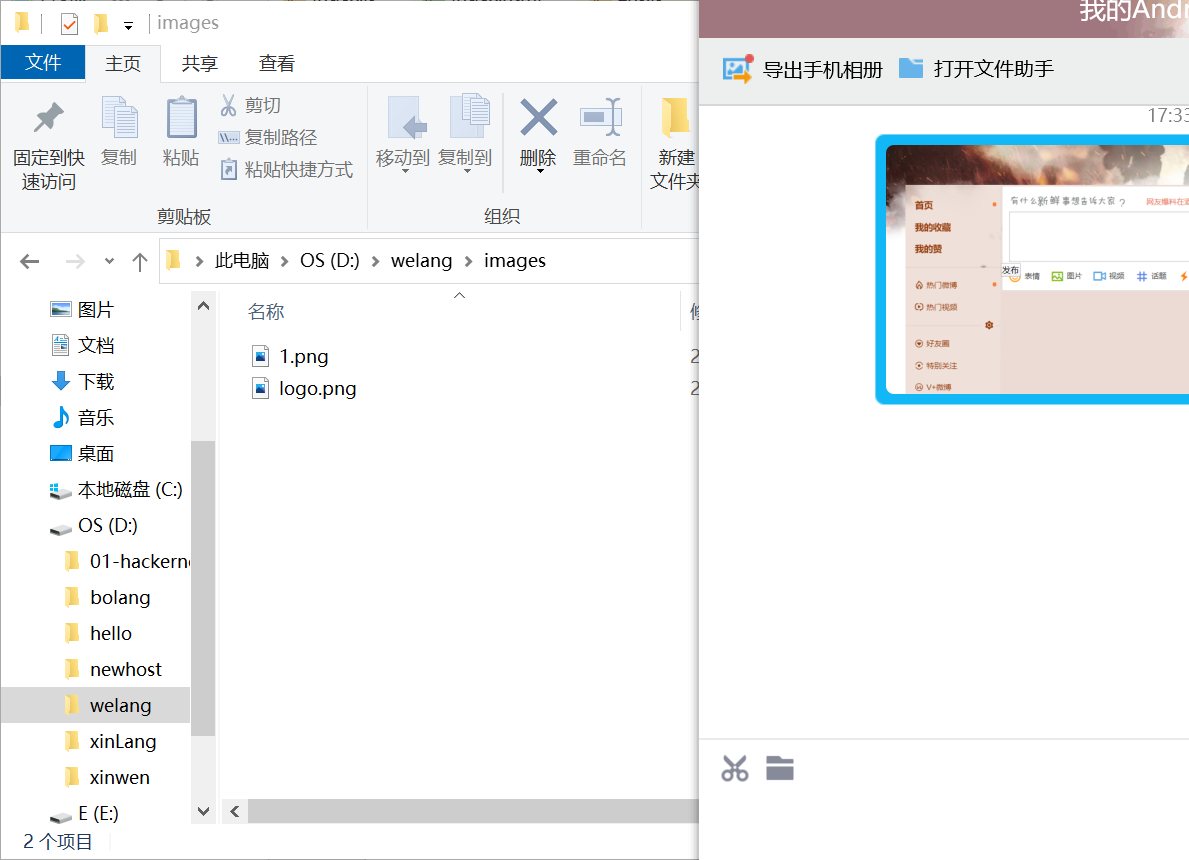 images
文件 主页 共享 查看
固定到快速访问
复制
粘贴
剪切
复制路径
粘贴快捷方式
剪贴板
移动到 复制到
删除 重命名
组织
新建
文件夹
此电脑 OS (D:) welang images
图片
文档
下载
音乐
桌面
本地磁盘 (C:)
OS (D:)
01-hackern
bolang
hello
newhost
welang
xinLang
xinwen
E (E:)
2 个项目
名称
1.png
logo.png
我的Andr
导出手机相册 打开文件助手
17:33
首页
我的收藏
我的赞
热门微博
热门视频
好友圈
特别关注
V+微博
有什么新鲜事想告诉大家?
网友爆料在
发布
表情 图片 视频 话题